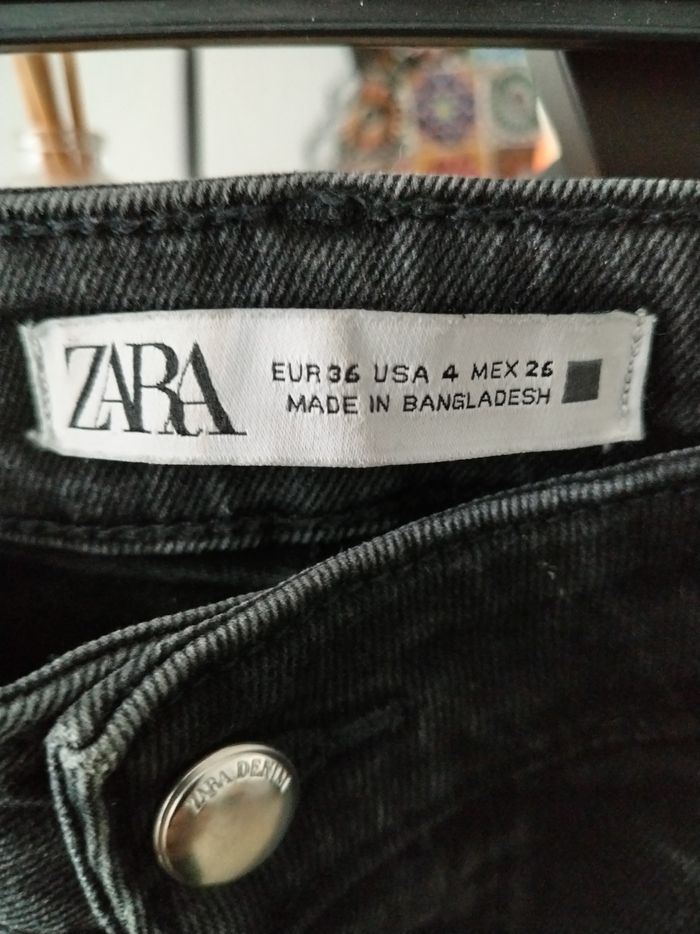 ZARA
EUR 36 USA 4 MEX 26
MADE IN BANGLADESH
ZARA DENIM